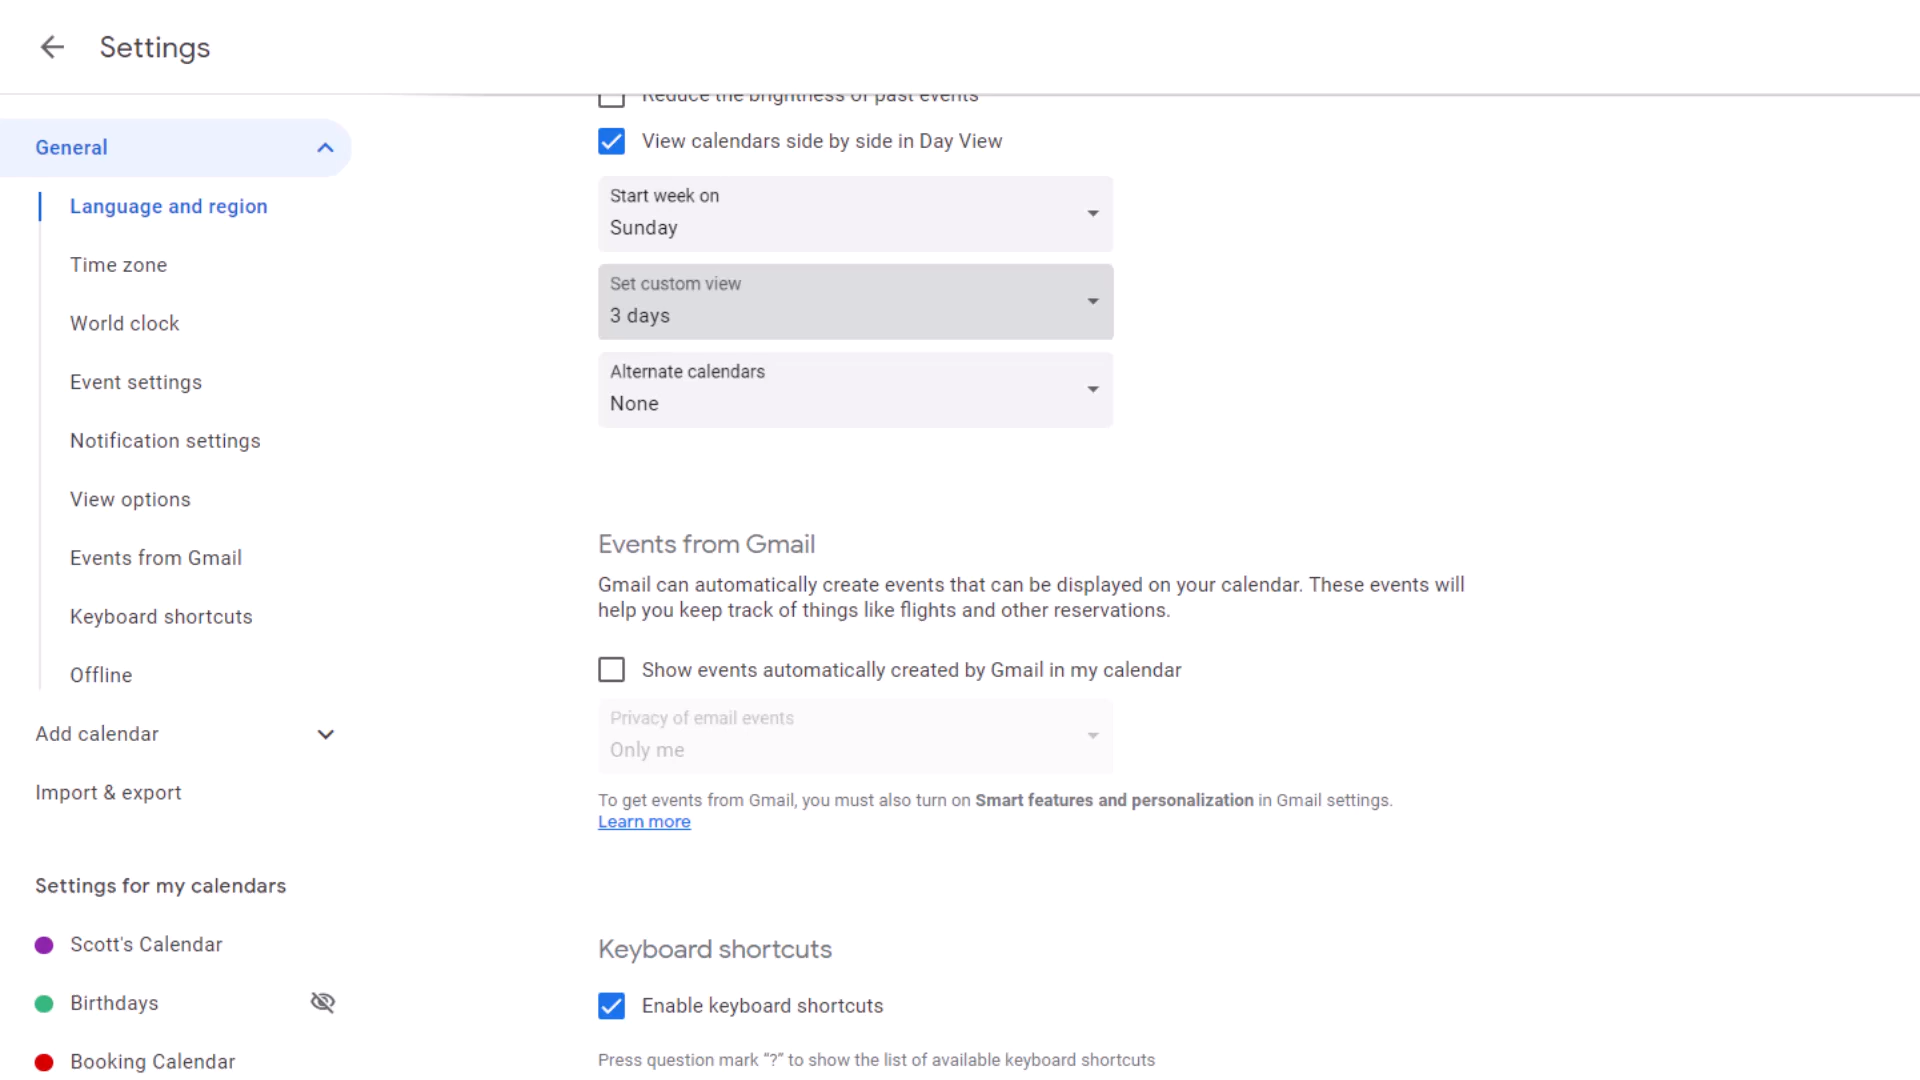 Settings
General
Language and region
Time zone
World clock
Event settings
Notification settings
View options
Events from Gmail
Keyboard shortcuts
Offline
Add calendar
Import & export
Settings for my calendars
Scott's Calendar
Birthdays
Booking Calendar
Reduce the brightness of past events
View calendars side by side in Day View
Start week on
Sunday
Set custom view
3 days
Alternate calendars
None
Events from Gmail
Gmail can automatically create events that can be displayed on your calendar. These events will
help you keep track of things like flights and other reservations.
Show events automatically created by Gmail in my calendar
Privacy of email events
Only me
To get events from Gmail, you must also turn on Smart features and personalization in Gmail settings.
Learn more
Keyboard shortcuts
Enable keyboard shortcuts
Press question mark “?” to show the list of available keyboard shortcuts